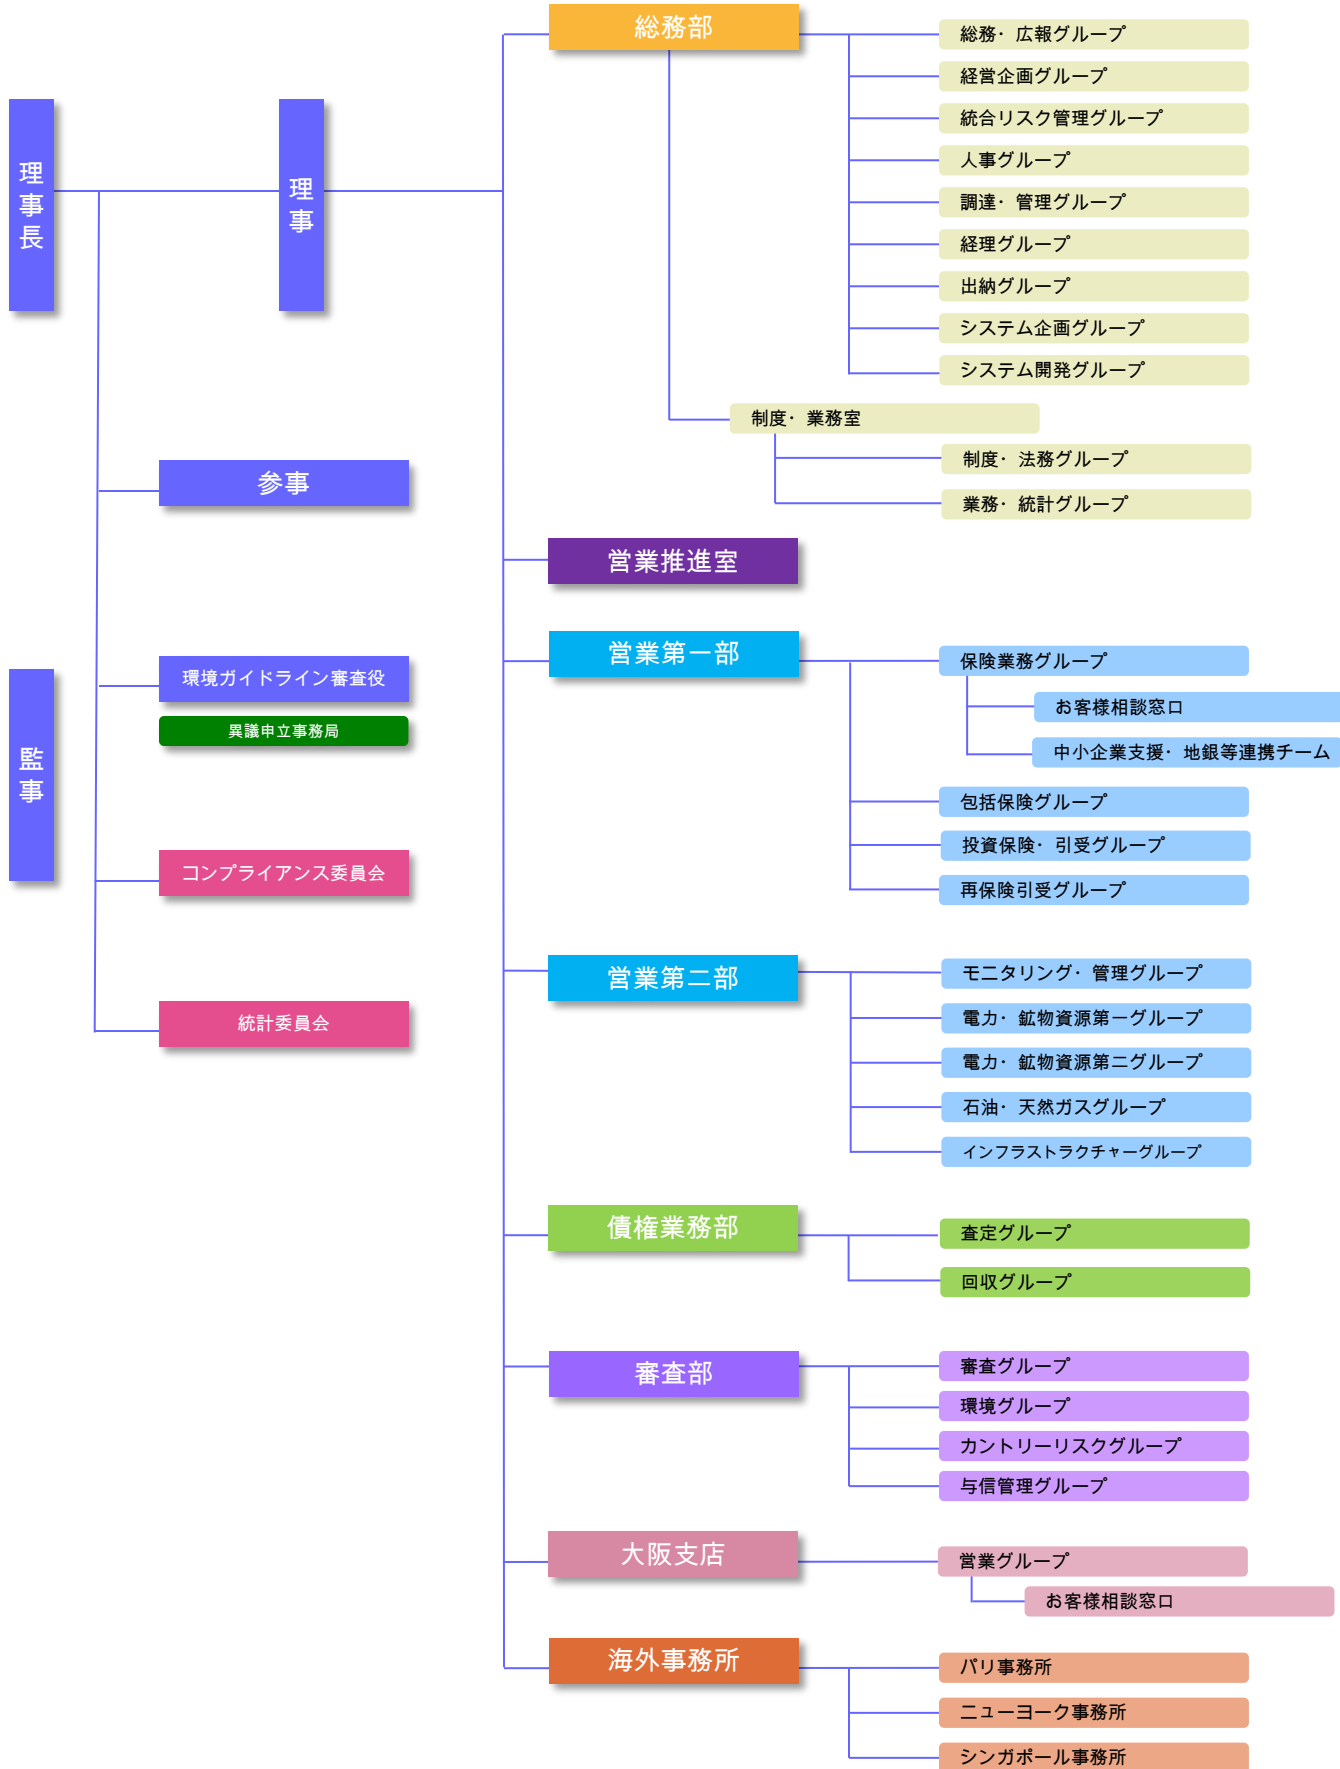 理事長
理事
監事
参事
環境ガイドライン審査役
異議申立事務局
コンプライアンス委員会
統計委員会
総務部
総務・広報グループ
経営企画グループ
統合リスク管理グループ
人事グループ
調達・管理グループ
経理グループ
出納グループ
システム企画グループ
システム開発グループ
制度・業務室
制度・法務グループ
業務・統計グループ
営業推進室
営業第一部
保険業務グループ
お客様相談窓口
中小企業支援・地銀等連携チーム
包括保険グループ
投資保険・引受グループ
再保険引受グループ
営業第二部
モニタリング・管理グループ
電力・鉱物資源第一グループ
電力・鉱物資源第二グループ
石油・天然ガスグループ
インフラストラクチャーグループ
債権業務部
査定グループ
回収グループ
審査部
審査グループ
環境グループ
カントリーリスクグループ
与信管理グループ
大阪支店
営業グループ
お客様相談窓口
海外事務所
パリ事務所
ニューヨーク事務所
シンガポール事務所